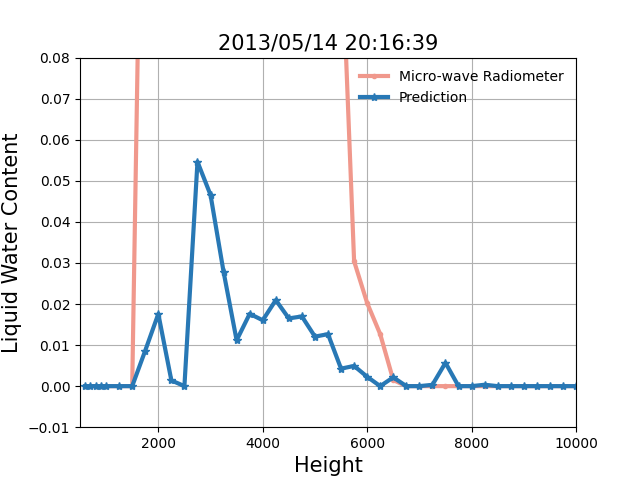 2013/05/14 20:16:39
Liquid Water Content
0.08
0.07
0.06
0.05
0.04
0.03
0.02
0.01
0.00
−0.01
Micro-wave Radiometer
Prediction
2000 4000 6000 8000 10000
Height